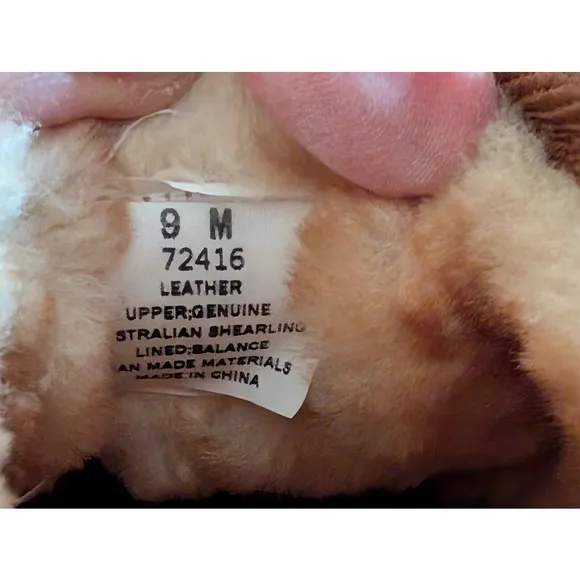 9 M
72416
LEATHER
UPPER;GENUINE
STRALIAN SHEARLING
LINED;BALANCE
AN MADE MATERIALS
MADE IN CHINA